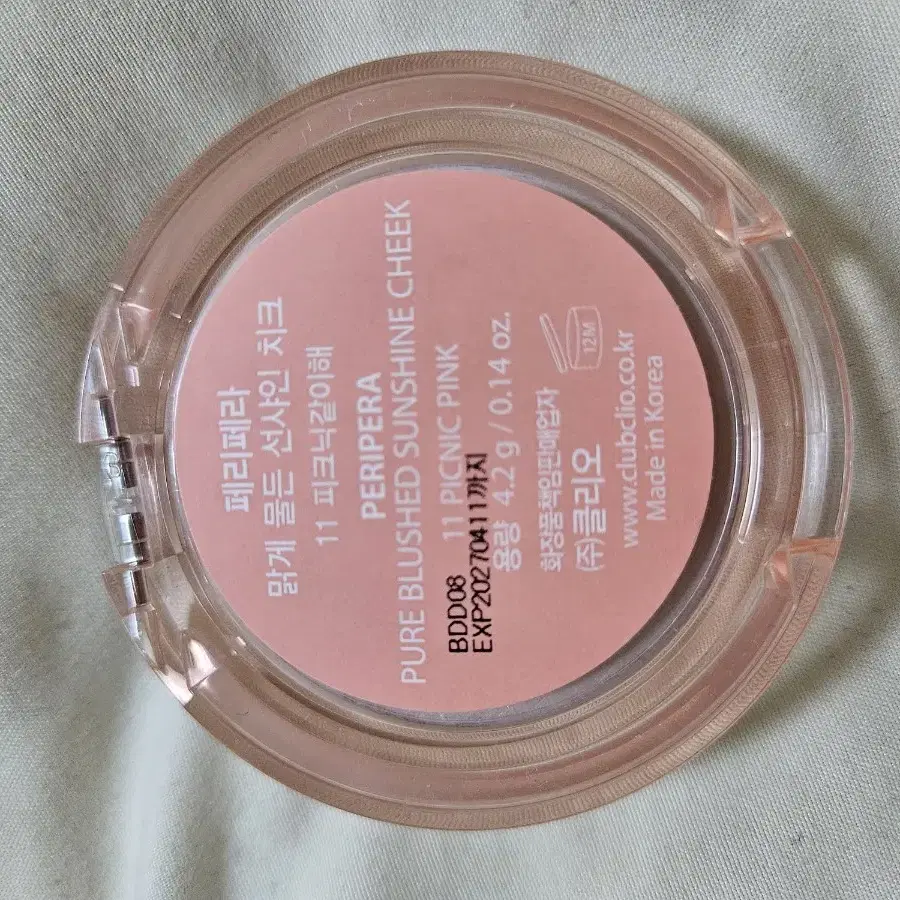 페리페라
맑게 물든 선샤인 치크
11 피크닉같이해
PERIPERA
PURE BLUSHED SUNSHINE CHEEK
11 PICNIC PINK
BDD08
EXP20270411까지
용량 4.2 g / 0.14 oz.
화장품책임판매업자
(주)클리오
12M
www.clubclio.co.kr
Made in Korea